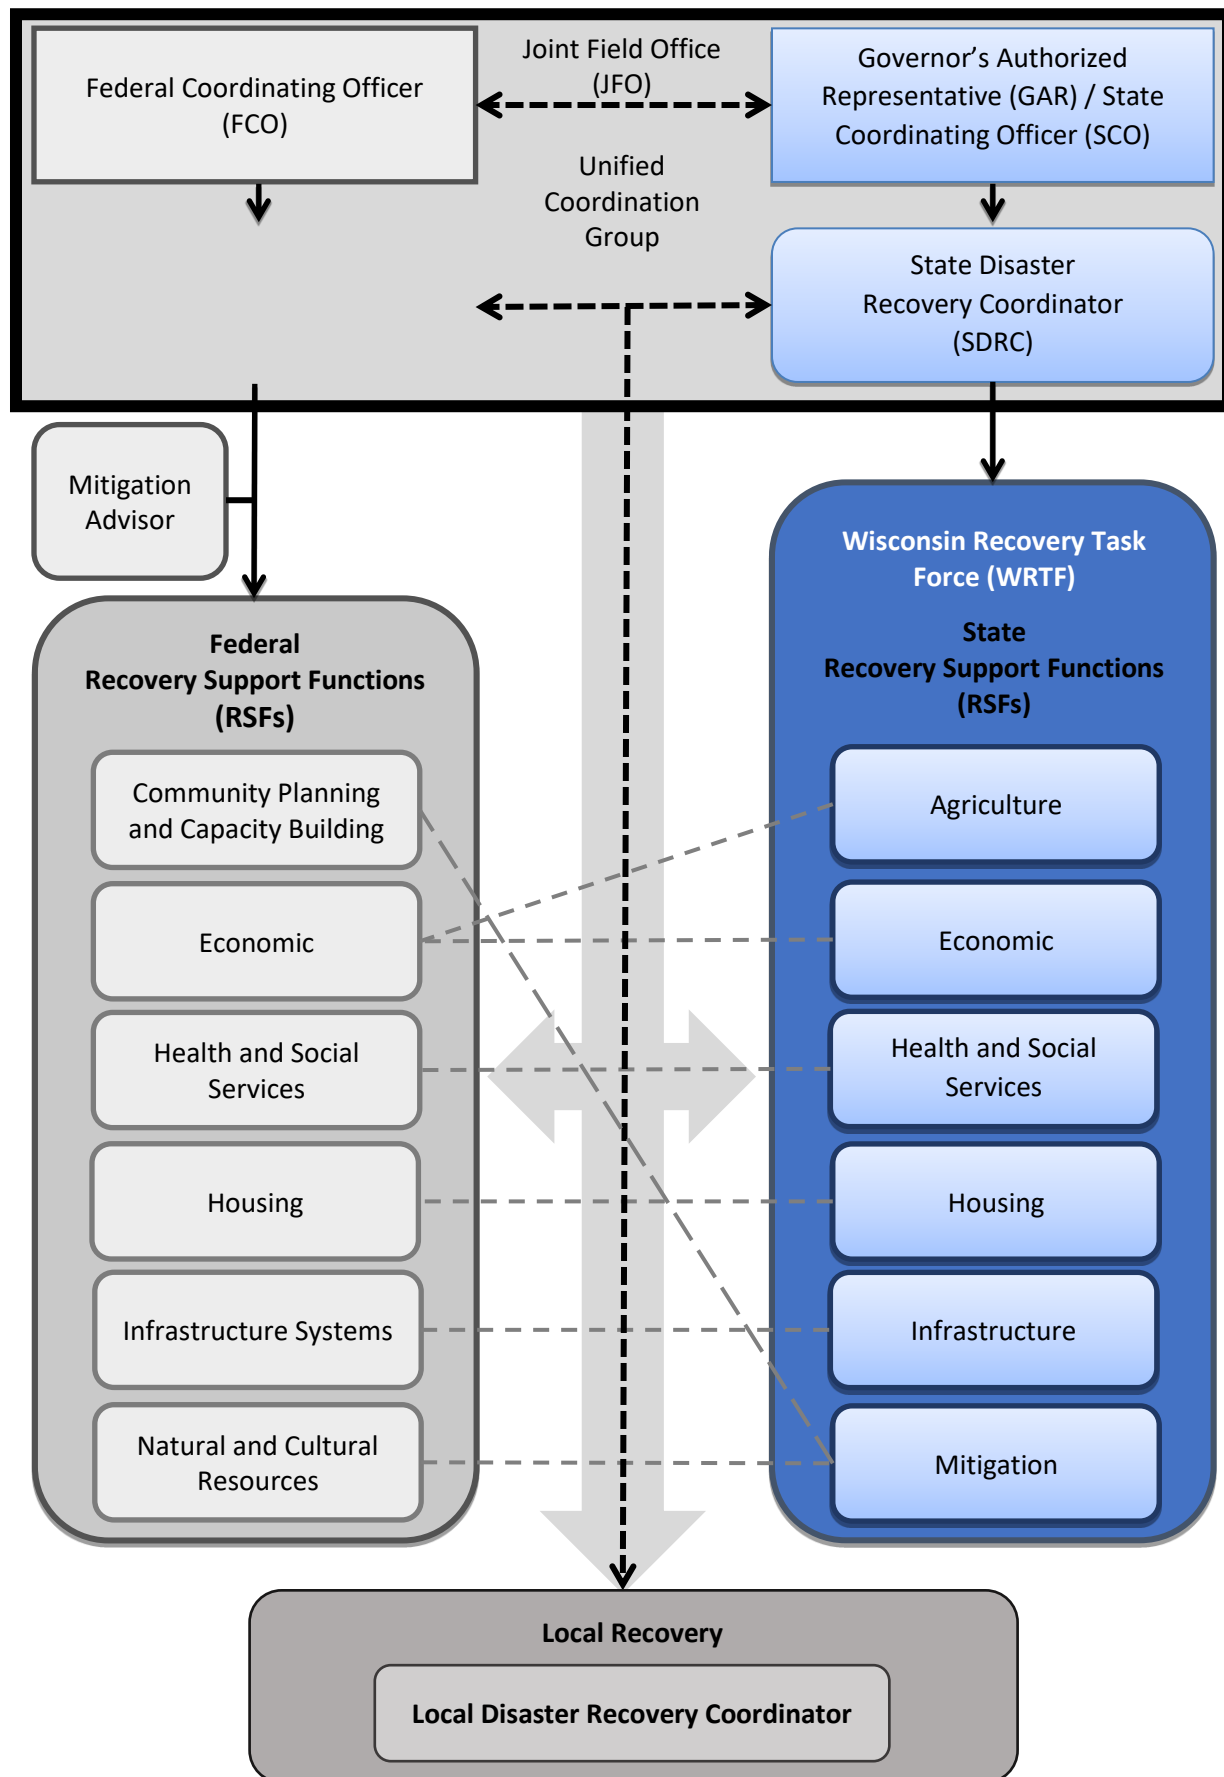 Federal Coordinating Officer
(FCO)
Joint Field Office
(JFO)
Governor’s Authorized
Representative (GAR) / State
Coordinating Officer (SCO)
Unified
Coordination
Group
State Disaster
Recovery Coordinator
(SDRC)
Mitigation
Advisor
Federal
Recovery Support Functions
(RSFs)
Community Planning
and Capacity Building
Economic
Health and Social
Services
Housing
Infrastructure Systems
Natural and Cultural
Resources
Wisconsin Recovery Task
Force (WRTF)
State
Recovery Support Functions
(RSFs)
Agriculture
Economic
Health and Social
Services
Housing
Infrastructure
Mitigation
Local Recovery
Local Disaster Recovery Coordinator